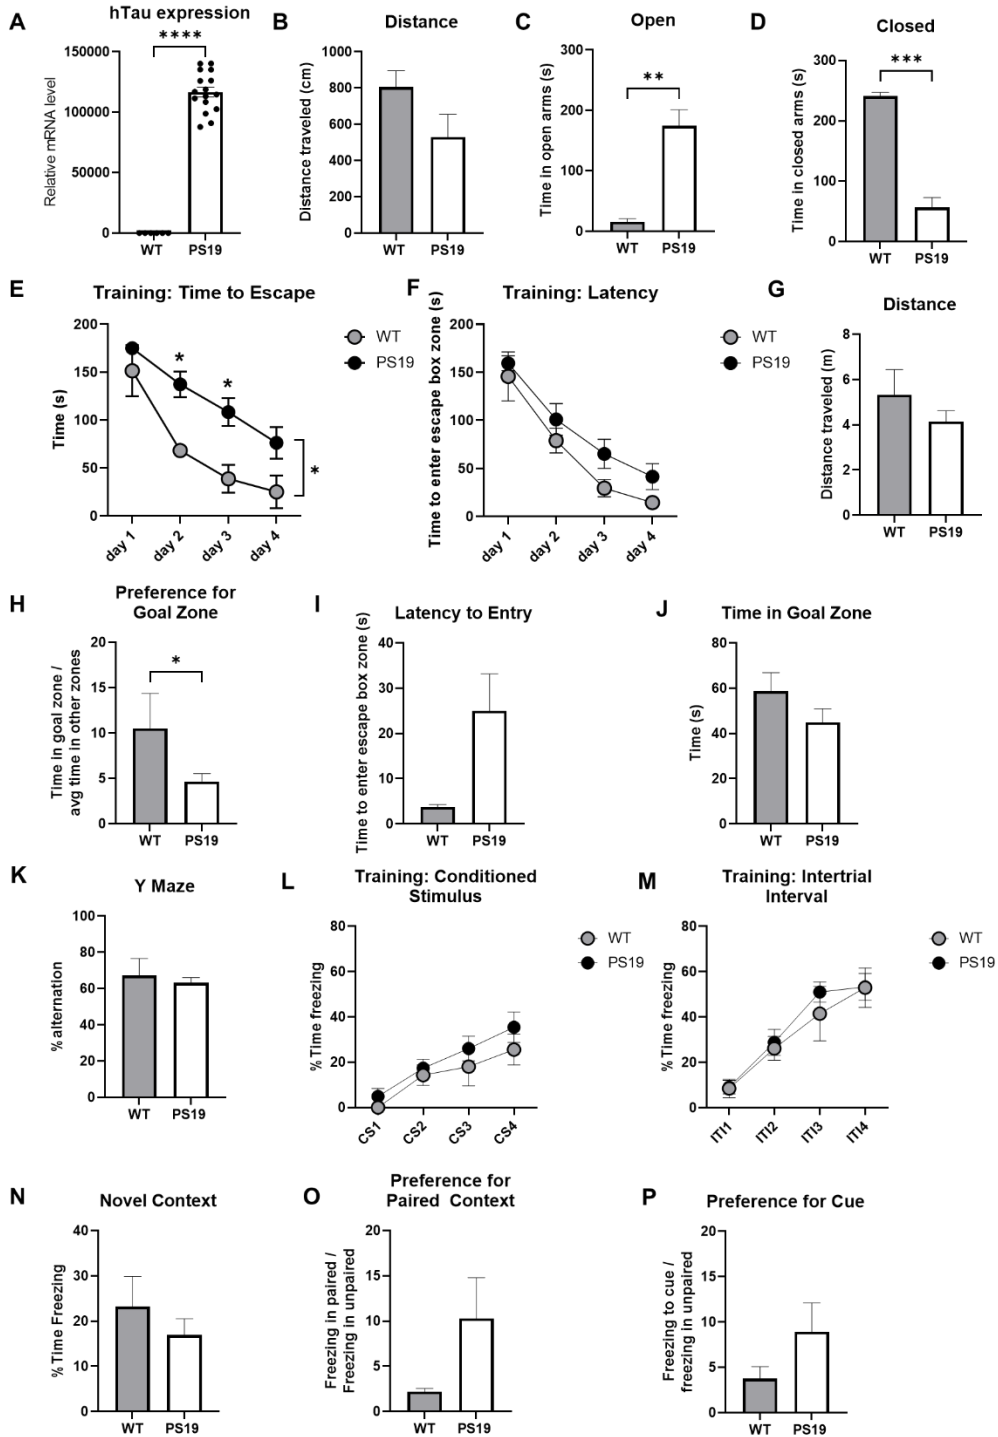 A
hTau expression
****
Relative mRNA level
150000
100000
50000
0
WT
PS19
B
Distance
Distance traveled (cm)
1000
800
600
400
200
0
WT
PS19
C
Open
**
Time in open arms (s)
300
200
100
0
WT
PS19
D
Closed
***
Time in closed arms (s)
300
200
100
0
WT
PS19
E
Training: Time to Escape
Time (s)
200
150
100
50
0
*
*
*
day 1
day 2
day 3
day 4
WT
PS19
F
Training: Latency
Time to enter escape box zone (s)
200
150
100
50
0
day 1
day 2
day 3
day 4
WT
PS19
G
Distance
Distance traveled (m)
8
6
4
2
0
WT
PS19
H
Preference for
Goal Zone
*
Time in goal zone /
avg time in other zones
20
15
10
5
0
WT
PS19
I
Latency to Entry
Time to enter escape box zone (s)
40
30
20
10
0
WT
PS19
J
Time in Goal Zone
Time (s)
80
60
40
20
0
WT
PS19
K
Y Maze
% alternation
100
80
60
40
20
0
WT
PS19
L
Training: Conditioned
Stimulus
% Time freezing
80
60
40
20
0
CS1
CS2
CS3
CS4
WT
PS19
M
Training: Intertrial
Interval
% Time freezing
80
60
40
20
0
ITI1
ITI2
ITI3
ITI4
WT
PS19
N
Novel Context
% Time Freezing
40
30
20
10
0
WT
PS19
O
Preference for
Paired Context
Freezing in paired /
Freezing in unpaired
20
15
10
5
0
WT
PS19
P
Preference for Cue
Freezing to cue /
freezing in unpaired
20
15
10
5
0
WT
PS19